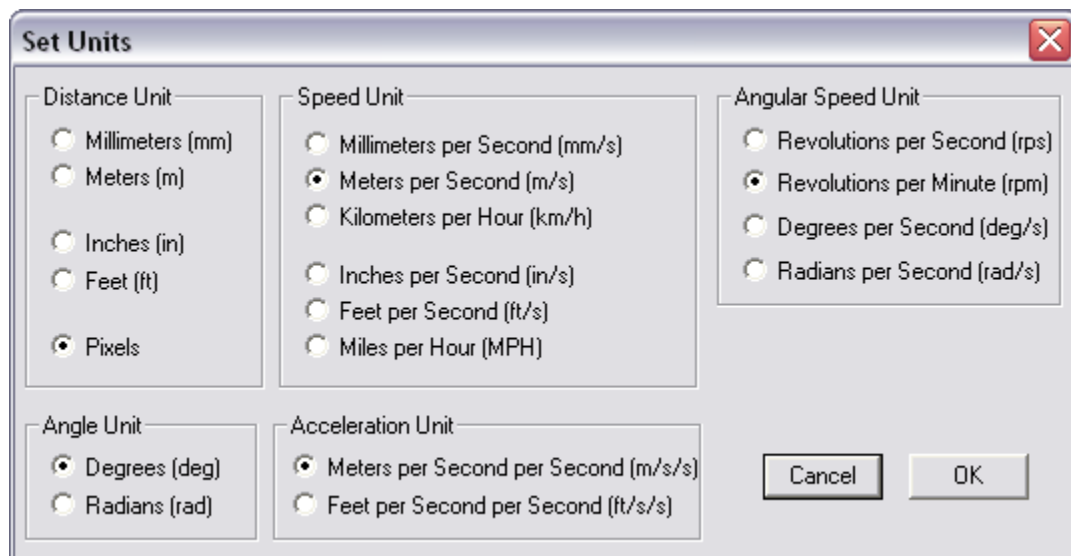 Set Units
Distance Unit
Millimeters (mm)
Meters (m)
Inches (in)
Feet (ft)
Pixels
Speed Unit
Millimeters per Second (mm/s)
Meters per Second (m/s)
Kilometers per Hour (km/h)
Inches per Second (in/s)
Feet per Second (ft/s)
Miles per Hour (MPH)
Angular Speed Unit
Revolutions per Second (rps)
Revolutions per Minute (rpm)
Degrees per Second (deg/s)
Radians per Second (rad/s)
Angle Unit
Degrees (deg)
Radians (rad)
Acceleration Unit
Meters per Second per Second (m/s/s)
Feet per Second per Second (ft/s/s)
Cancel
OK